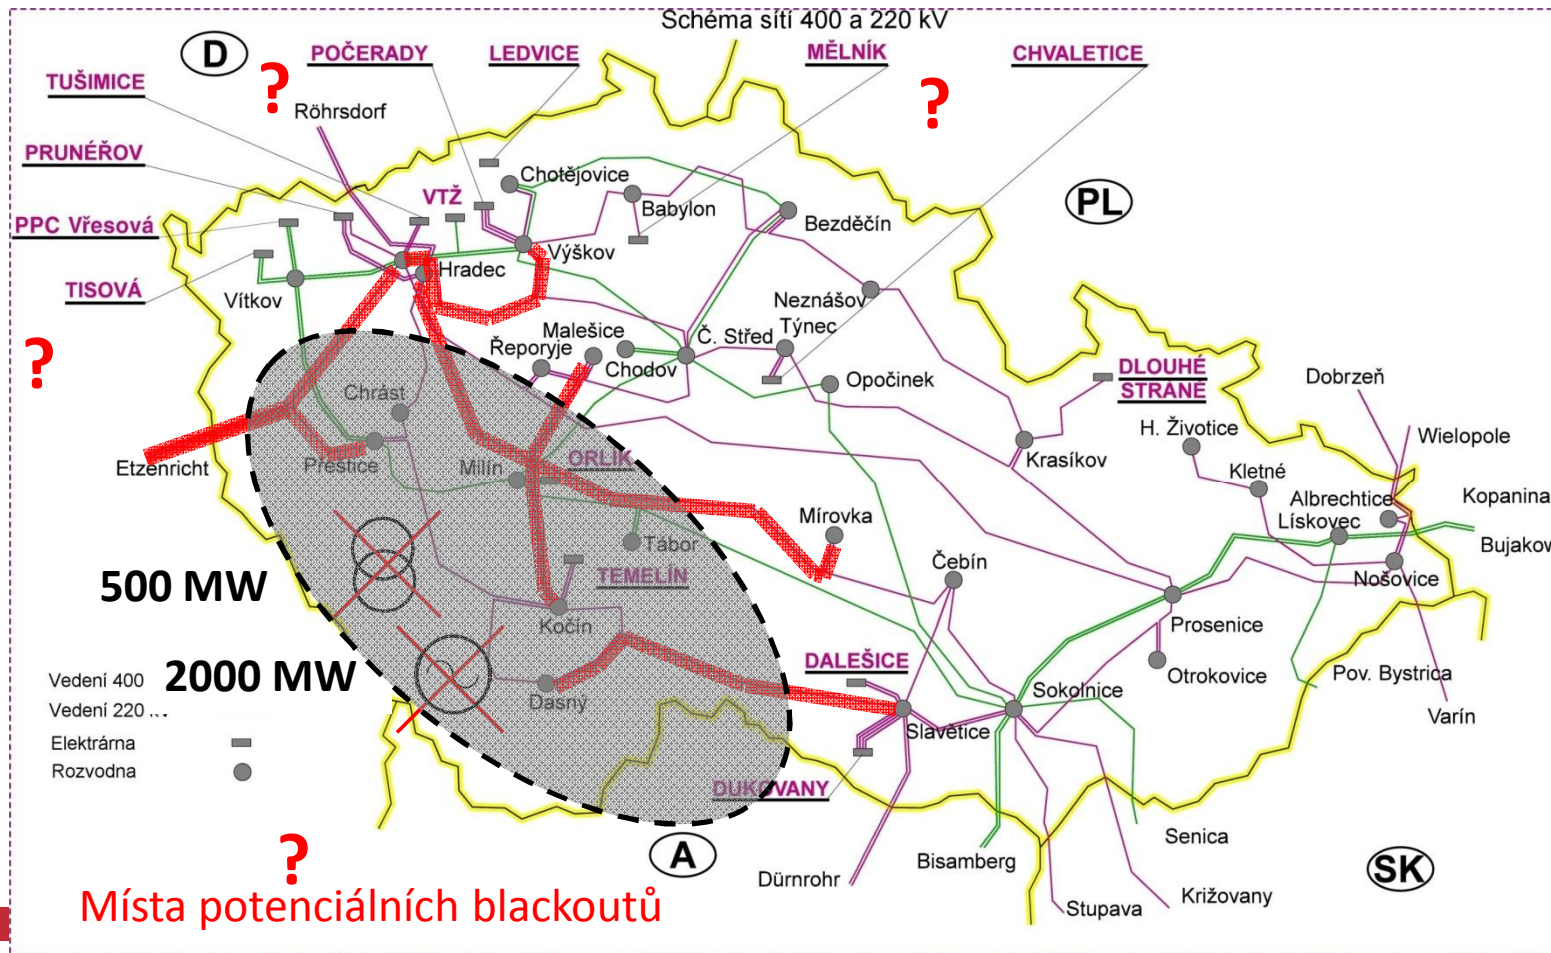 Schéma sítí 400 a 220 kV
D
POČERADY
LEDVICE
MĚLNÍK
CHVALETICE
?
?
TUŠIMICE
Röhrsdorf
PRUNÉŘOV
Chotějovice
VTŽ
Babylon
PL
PPC Vřesová
Bezděčín
Výškov
Hradec
TISOVÁ
Vítkov
Neznášov
?
Malešice
Týnec
Č. Střed
Řeporyje
Chodov
DLOUHÉ
STRÁNĚ
Dobrzeň
Opočinek
Chrást
H. Životice
Wielopole
Etzenricht
Přeštice
Milín
ORLÍK
Krasíkov
Kletné
Albrechtice
Kopanina
Lískovec
Mírovka
Bujakov
Tábor
Čebín
Nošovice
500 MW
TEMELÍN
Kočín
Prosenice
2000 MW
DALEŠICE
Otrokovice
Pov. Bystrica
Vedení 400
Dasny
Sokolnice
Vedení 220
Slavětice
Varín
Elektrárna
Rozvodna
DUKOVANY
Senica
?
A
Bisamberg
SK
Dürnrohr
Križovany
Stupava
Místa potenciálních blackoutů